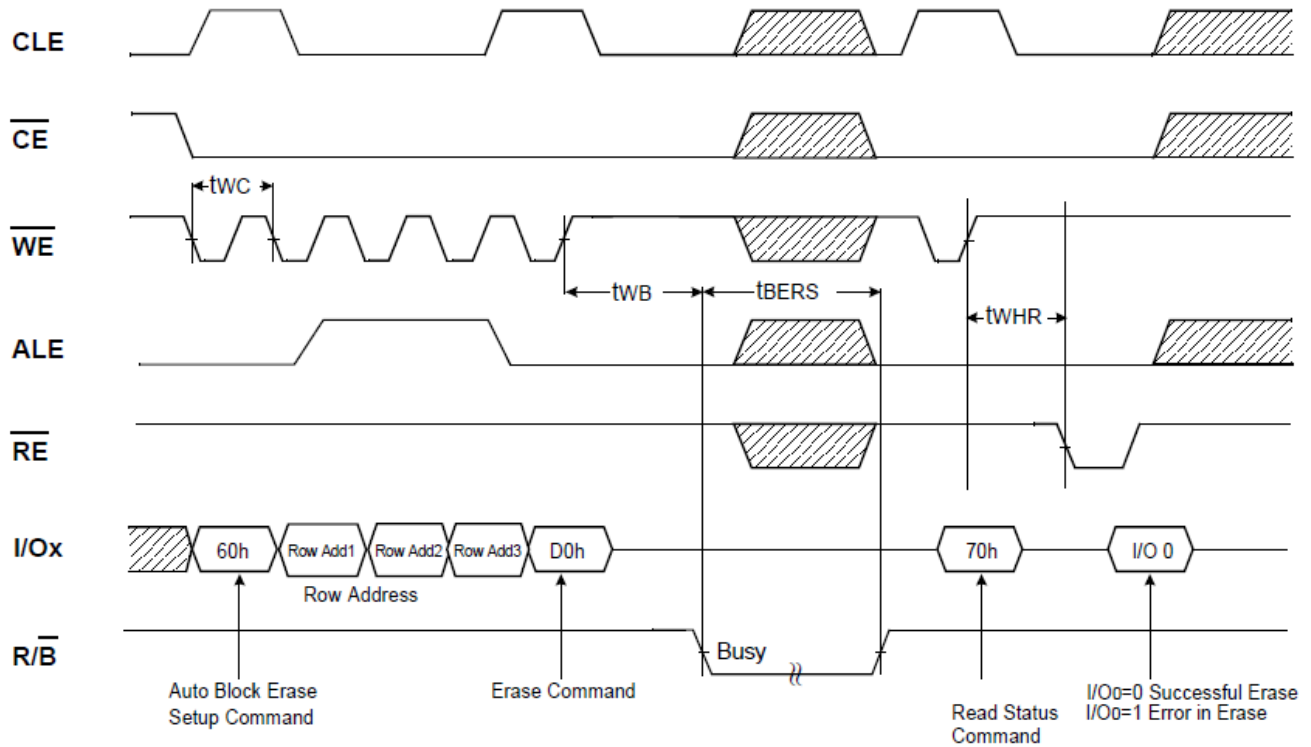 CLE
CE
tWC
WE
tWB
tBERS
tWHR
ALE
RE
I/Ox
60h
Row Add1
Row Add2
Row Add3
D0h
70h
I/O 0
Row Address
R/B
Busy
Auto Block Erase
Setup Command
Erase Command
Read Status
Command
I/O0=0 Successful Erase
I/O0=1 Error in Erase